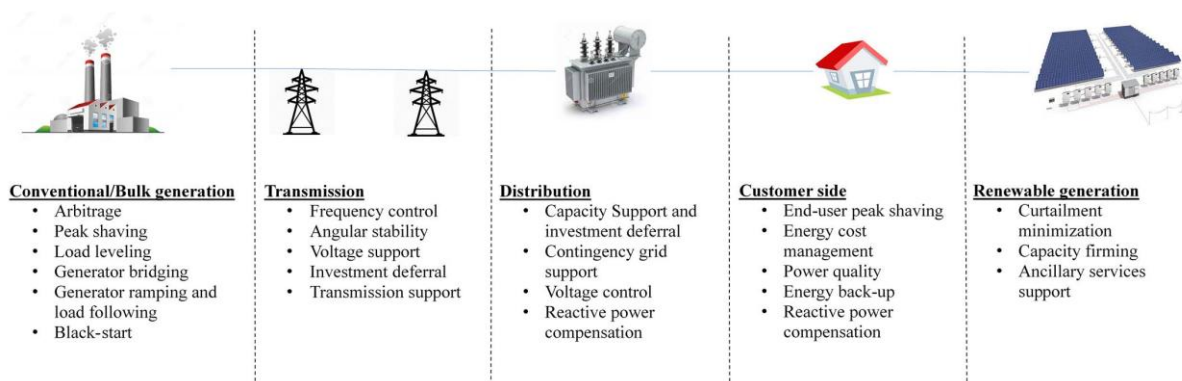 Conventional/Bulk generation
• Arbitrage
• Peak shaving
• Load leveling
• Generator bridging
• Generator ramping and
load following
• Black-start
Transmission
• Frequency control
• Angular stability
• Voltage support
• Investment deferral
• Transmission support
Distribution
• Capacity Support and
investment deferral
• Contingency grid
support
• Voltage control
• Reactive power
compensation
Customer side
• End-user peak shaving
• Energy cost
management
• Power quality
• Energy back-up
• Reactive power
compensation
Renewable generation
• Curtailment
minimization
• Capacity firming
• Ancillary services
support